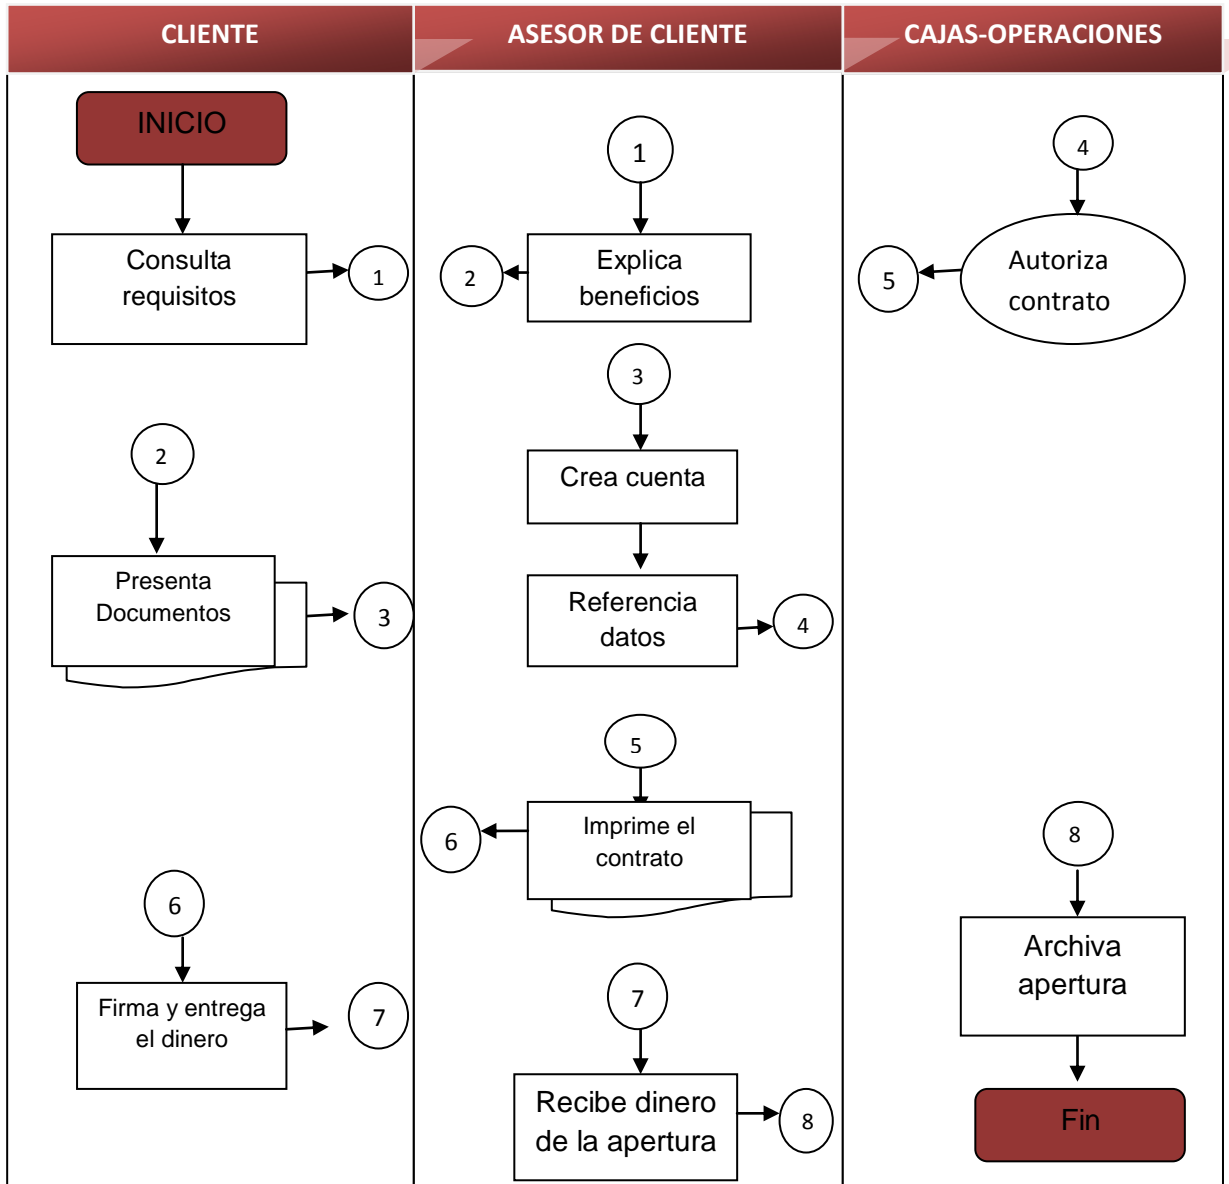 CLIENTE
ASESOR DE CLIENTE
CAJAS-OPERACIONES
INICIO
Consulta
requisitos
1
2
Presenta
Documentos
3
6
Firma y entrega
el dinero
7
1
Explica
beneficios
2
3
Crea cuenta
Referencia
datos
4
5
Imprime el
contrato
6
7
Recibe dinero
de la apertura
8
4
Autoriza
contrato
5
8
Archiva
apertura
Fin